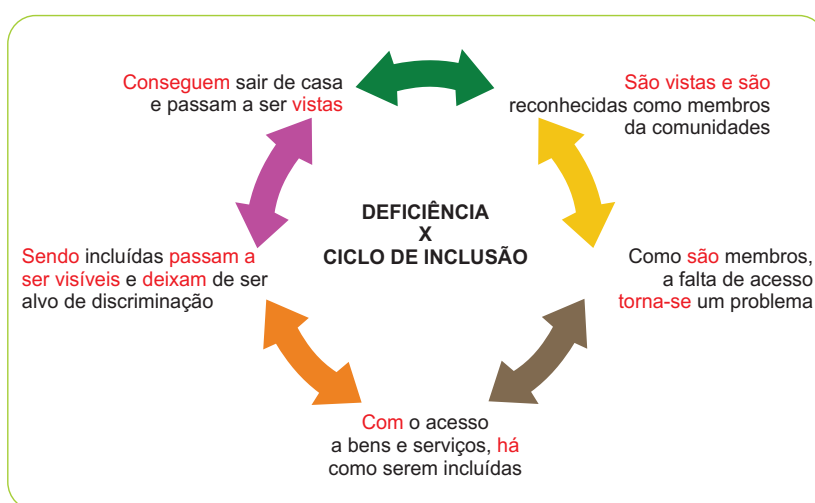 Conseguem sair de casa
e passam a ser vistas
São vistas e são
reconhecidas como membros
da comunidades
DEFICIÊNCIA
X
CICLO DE INCLUSÃO
Sendo incluídas passam a
ser visíveis e deixam de ser
alvo de discriminação
Como são membros,
a falta de acesso
torna-se um problema
Com o acesso
a bens e serviços, há
como serem incluídas